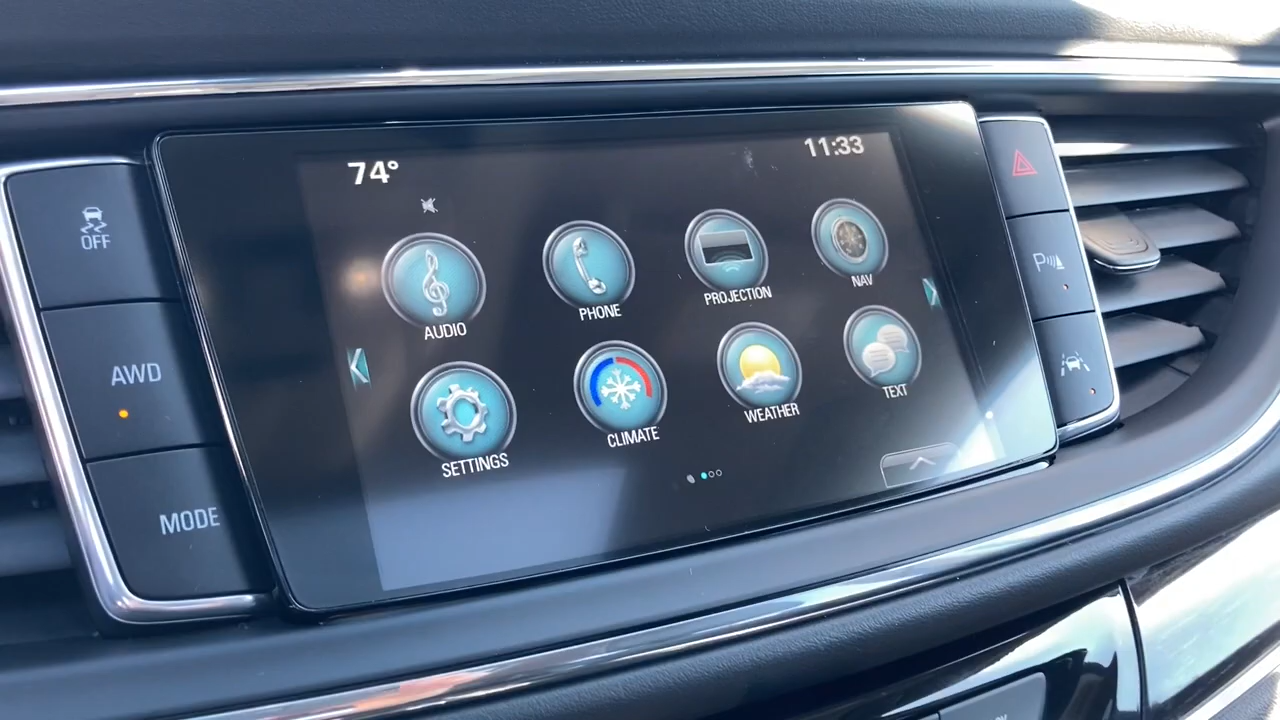 74°
11:33
OFF
AUDIO
PHONE
PROJECTION
NAV
AWD
SETTINGS
CLIMATE
WEATHER
TEXT
MODE
P